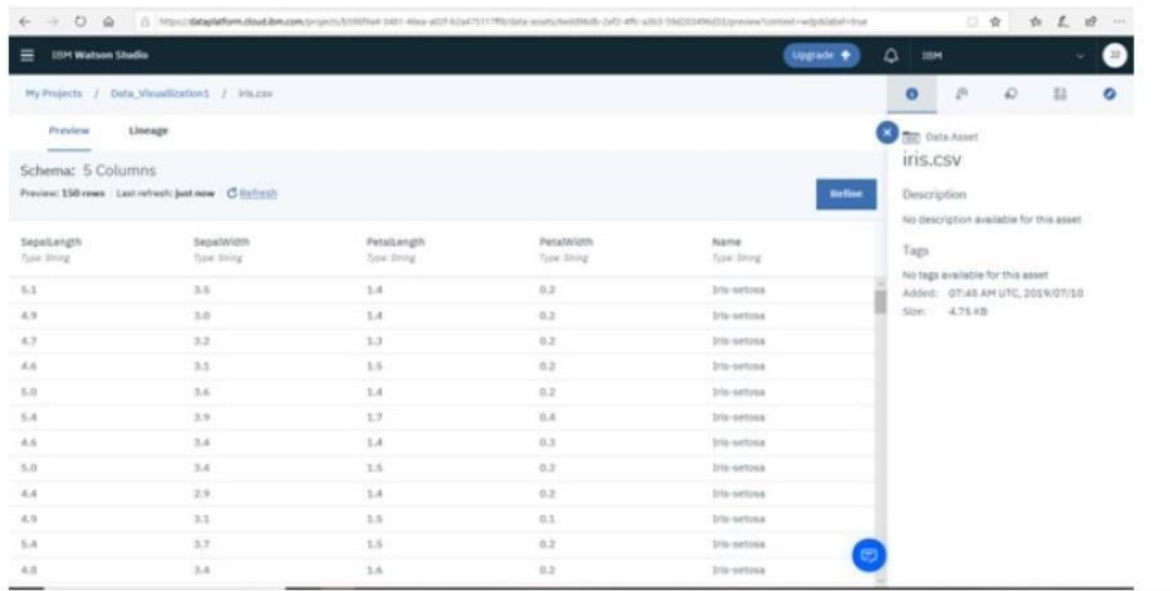 https://dataplatform.cloud.ibm.com/projects/
IBM Watson Studio
Upgrade
IBM
My Projects / Data_Visualization1 / iris.csv
Preview Lineage
Schema: 5 Columns
Preview: 150 rows Last refresh: just now Refresh
Refine
SepalLength SepalWidth PetalLength PetalWidth Name
Type: String Type: String Type: String Type: String Type: String
5.1 3.5 1.4 0.2 Iris-setosa
4.9 3.0 1.4 0.2 Iris-setosa
4.7 3.2 1.3 0.2 Iris-setosa
4.6 3.1 1.5 0.2 Iris-setosa
5.0 3.6 1.4 0.2 Iris-setosa
5.4 3.9 1.7 0.4 Iris-setosa
4.6 3.4 1.4 0.3 Iris-setosa
5.0 3.4 1.5 0.2 Iris-setosa
4.4 2.9 1.4 0.2 Iris-setosa
4.9 3.1 1.5 0.1 Iris-setosa
5.4 3.7 1.5 0.2 Iris-setosa
4.8 3.4 1.6 0.2 Iris-setosa
Data Asset
iris.csv
Description
No description available for this asset
Tags
No tags available for this asset
Added: 07:45 AM UTC, 2019/07/10
Size: 4.75 KB